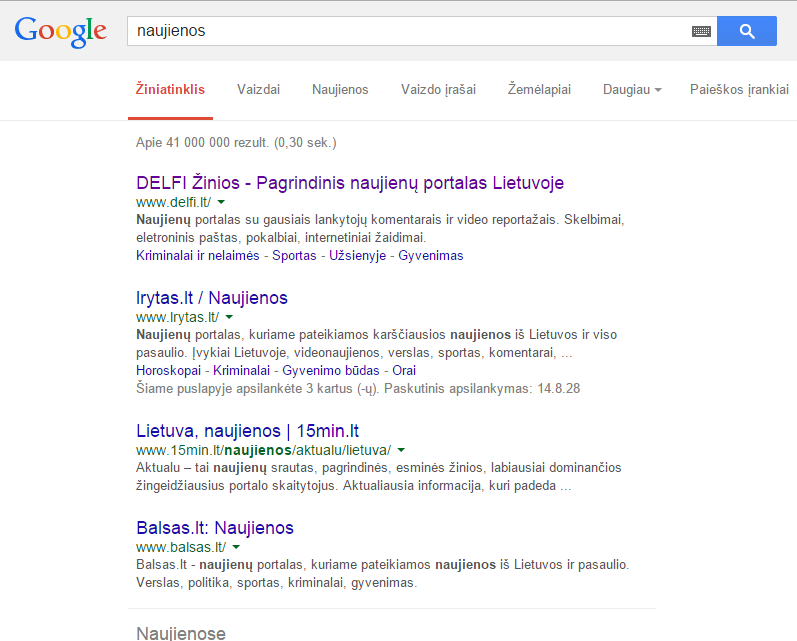 Google
naujienos
Žiniatinklis Vaizdai Naujienos Vaizdo įrašai Žemėlapiai Daugiau Paieškos įrankiai
Apie 41 000 000 rezult. (0,30 sek.)
DELFI Žinios - Pagrindinis naujienų portalas Lietuvoje
www.delfi.lt/
Naujienų portalas su gausiais lankytojų komentarais ir video reportažais. Skelbimai,
eletroninis paštas, pokalbiai, internetiniai žaidimai.
Kriminalai ir nelaimės - Sportas - Užsienyje - Gyvenimas
lrytas.lt / Naujienos
www.lrytas.lt/
Naujienų portalas, kuriame pateikiamos karščiausios naujienos iš Lietuvos ir viso
pasaulio. Įvykiai Lietuvoje, videonaujienos, verslas, sportas, komentarai, ...
Horoskopai - Kriminalai - Gyvenimo būdas - Orai
Šiame puslapyje apsilankėte 3 kartus (-ų). Paskutinis apsilankymas: 14.8.28
Lietuva, naujienos | 15min.lt
www.15min.lt/naujienos/aktualu/lietuva/
Aktualu – tai naujienų srautas, pagrindinės, esminės žinios, labiausiai dominančios
žingeidžiausius portalo skaitytojus. Aktualiausia informacija, kuri padeda ...
Balsas.lt: Naujienos
www.balsas.lt/
Balsas.lt - naujienų portalas, kuriame pateikiamos naujienos iš Lietuvos ir pasaulio.
Verslas, politika, sportas, kriminalai, gyvenimas.
Naujienose